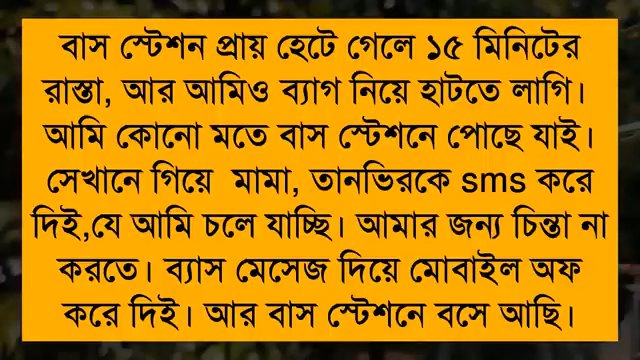 বাস স্টেশন প্রায় হেটে গেলে ১৫ মিনিটের
রাস্তা, আর আমিও ব্যাগ নিয়ে হাটতে লাগি।
আমি কোনো মতে বাস স্টেশনে পোছে যাই।
সেখানে গিয়ে মামা, তানভিরকে sms করে
দিই,যে আমি চলে যাচ্ছি। আমার জন্য চিন্তা না
করতে। ব্যাস মেসেজ দিয়ে মোবাইল অফ
করে দিই। আর বাস স্টেশনে বসে আছি।